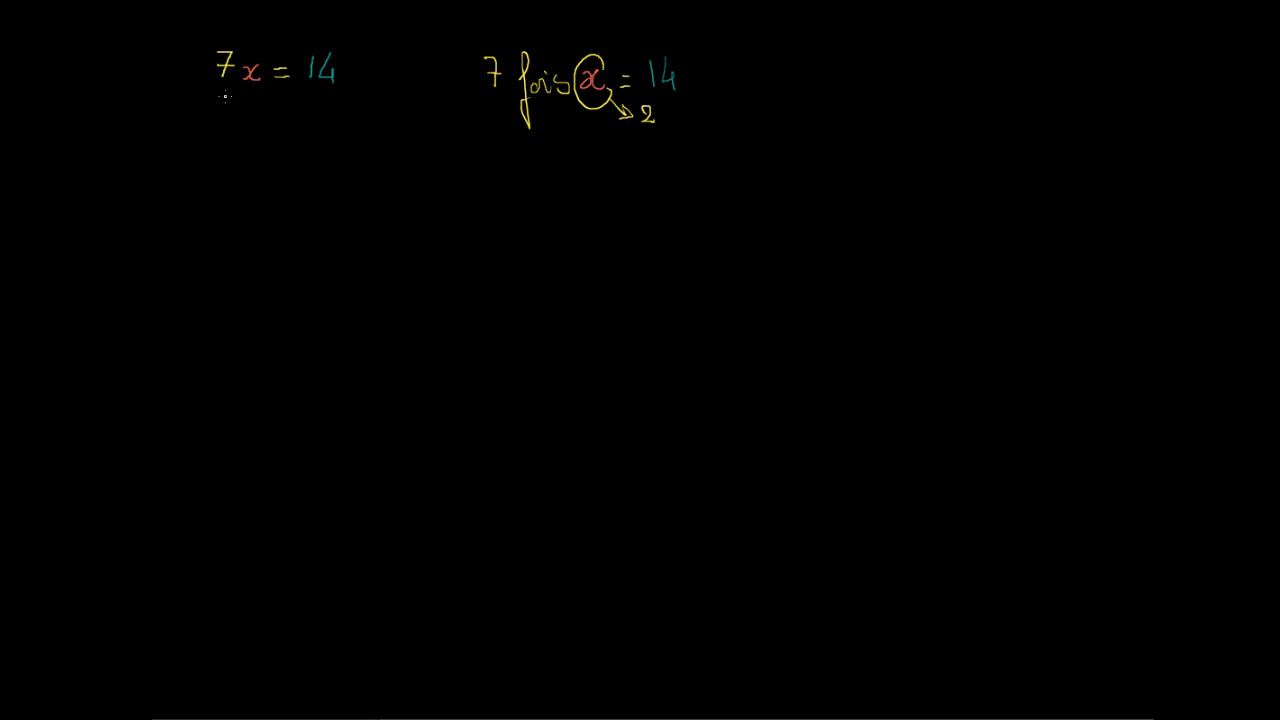 7x = 14
7 fois x = 14
2